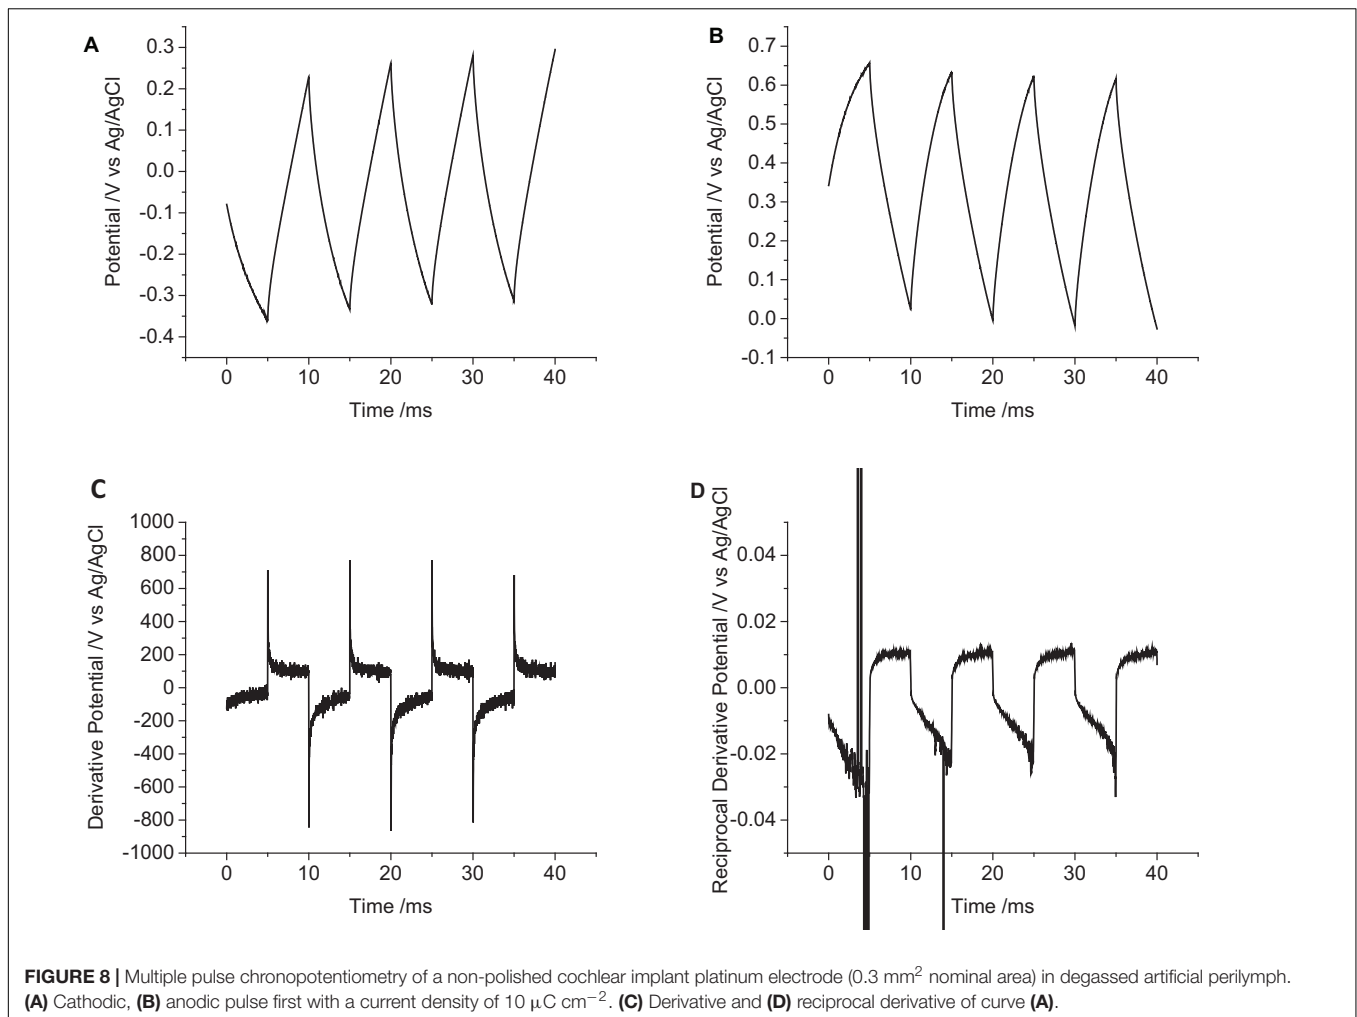 A
Potential /V vs Ag/AgCl
0.3
0.2
0.1
0.0
-0.1
-0.2
-0.3
-0.4
0 10 20 30 40
Time /ms
B
Potential /V vs Ag/AgCl
0.7
0.6
0.5
0.4
0.3
0.2
0.1
0.0
-0.1
0 10 20 30 40
Time /ms
C
Derivative Potential /V vs Ag/AgCl
1000
800
600
400
200
0
-200
-400
-600
-800
-1000
0 10 20 30 40
Time /ms
D
Reciprocal Derivative Potential /V vs Ag/AgCl
0.04
0.02
0.00
-0.02
-0.04
0 10 20 30 40
Time /ms
FIGURE 8 | Multiple pulse chronopotentiometry of a non-polished cochlear implant platinum electrode (0.3 mm² nominal area) in degassed artificial perilymph.
(A) Cathodic, (B) anodic pulse first with a current density of 10 μC cm⁻². (C) Derivative and (D) reciprocal derivative of curve (A).